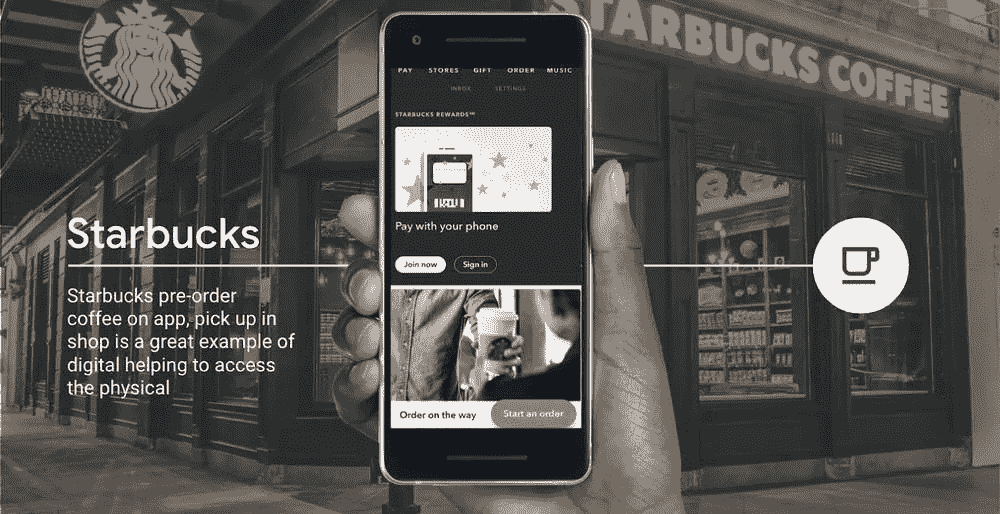 STARBUCKS COFFEE
PAY STORES GIFT ORDER MUSIC
INBOX SETTINGS
STARBUCKS REWARDS™
Pay with your phone
Join now Sign in
Order on the way Start an order
Starbucks
Starbucks pre-order
coffee on app, pick up in
shop is a great example of
digital helping to access
the physical